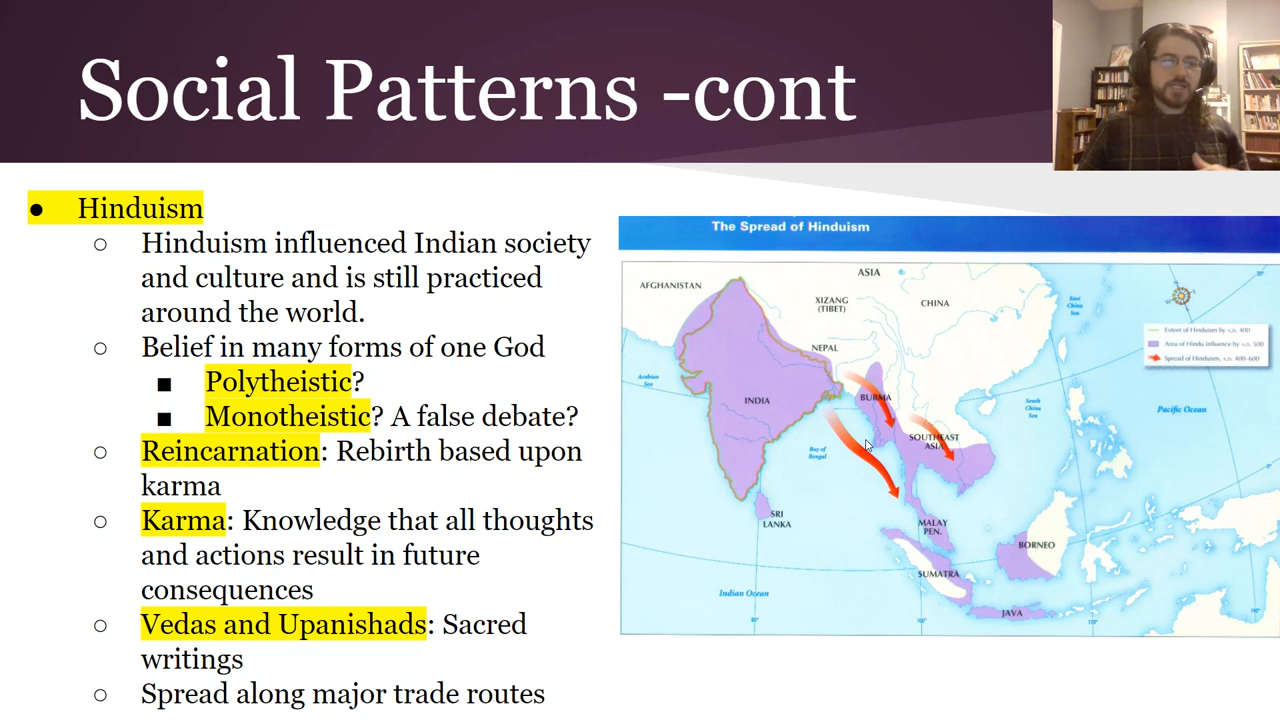 Social Patterns -cont
● Hinduism
○ Hinduism influenced Indian society
and culture and is still practiced
around the world.
○ Belief in many forms of one God
■ Polytheistic?
■ Monotheistic? A false debate?
○ Reincarnation: Rebirth based upon
karma
○ Karma: Knowledge that all thoughts
and actions result in future
consequences
○ Vedas and Upanishads: Sacred
writings
○ Spread along major trade routes
The Spread of Hinduism
ASIA
AFGHANISTAN
XIZANG
(TIBET)
CHINA
East
China
Sea
Extent of Hinduism by A.D. 400
Area of Hindu influence by A.D. 500
Spread of Hinduism, A.D. 400-600
NEPAL
Arabian
Sea
INDIA
BURMA
South
China
Sea
Pacific Ocean
SOUTHEAST
ASIA
Bay of
Bengal
SRI
LANKA
MALAY
PEN.
BORNEO
SUMATRA
Indian Ocean
JAVA